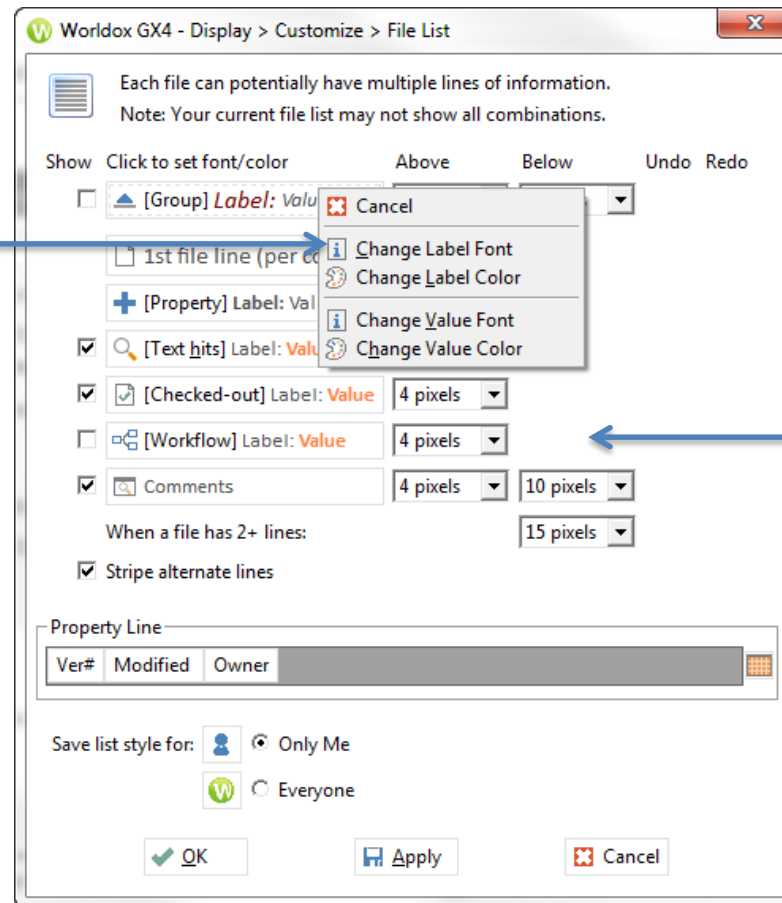 Worldox GX4 - Display > Customize > File List
Each file can potentially have multiple lines of information.
Note: Your current file list may not show all combinations.
Show Click to set font/color Above Below Undo Redo
[Group] Label: Valu
Cancel
1st file line (per co
Change Label Font
Change Label Color
[Property] Label: Val
Change Value Font
[Text hits] Label: Valu
Change Value Color
[Checked-out] Label: Value 4 pixels
[Workflow] Label: Value 4 pixels
Comments 4 pixels 10 pixels
When a file has 2+ lines: 15 pixels
Stripe alternate lines
Property Line
Ver# Modified Owner
Save list style for: Only Me
W Everyone
OK Apply Cancel